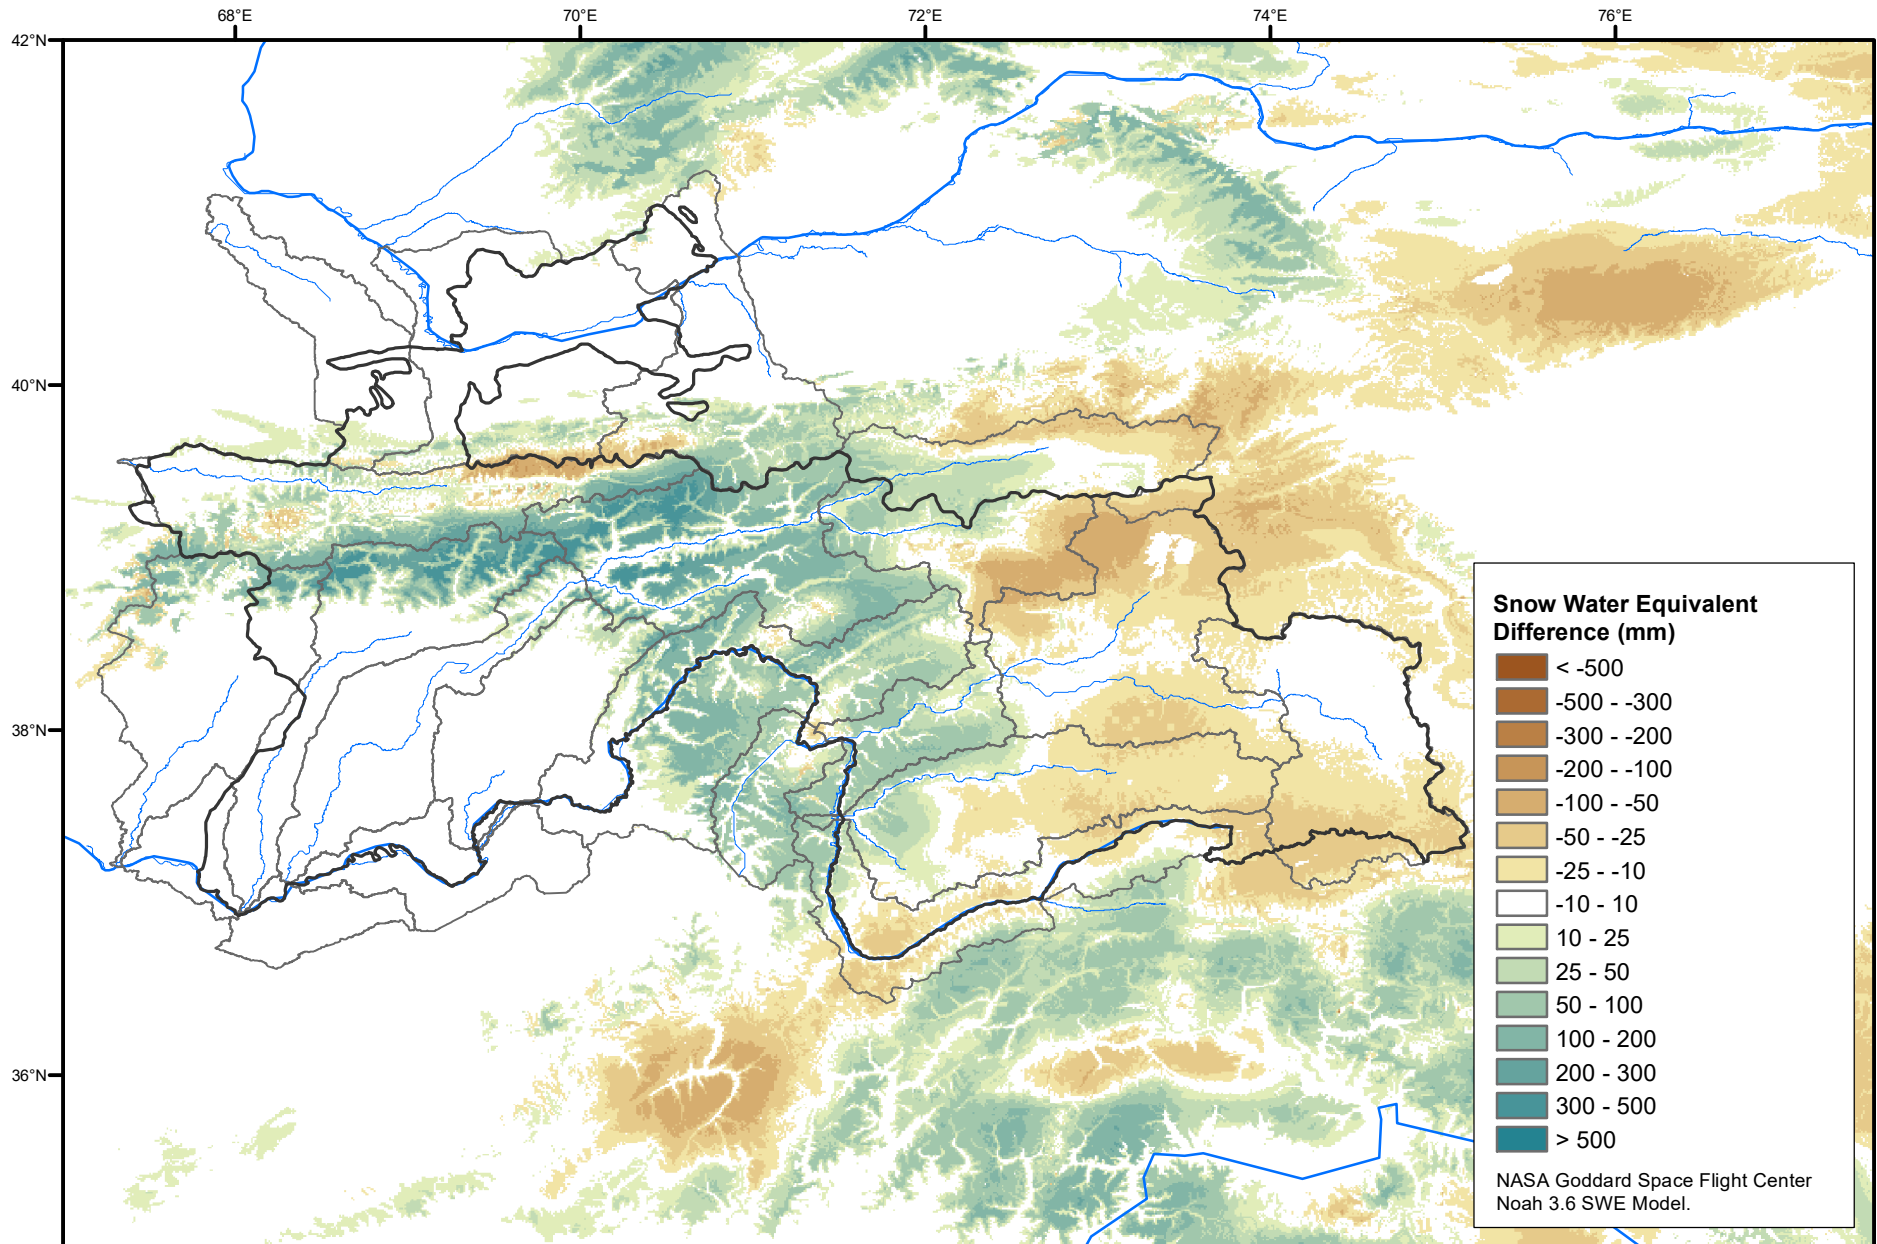 68°E
70°E
72°E
74°E
76°E
42°N
40°N
38°N
36°N
Snow Water Equivalent
Difference (mm)
< -500
-500 - -300
-300 - -200
-200 - -100
-100 - -50
-50 - -25
-25 - -10
-10 - 10
10 - 25
25 - 50
50 - 100
100 - 200
200 - 300
300 - 500
> 500
NASA Goddard Space Flight Center
Noah 3.6 SWE Model.